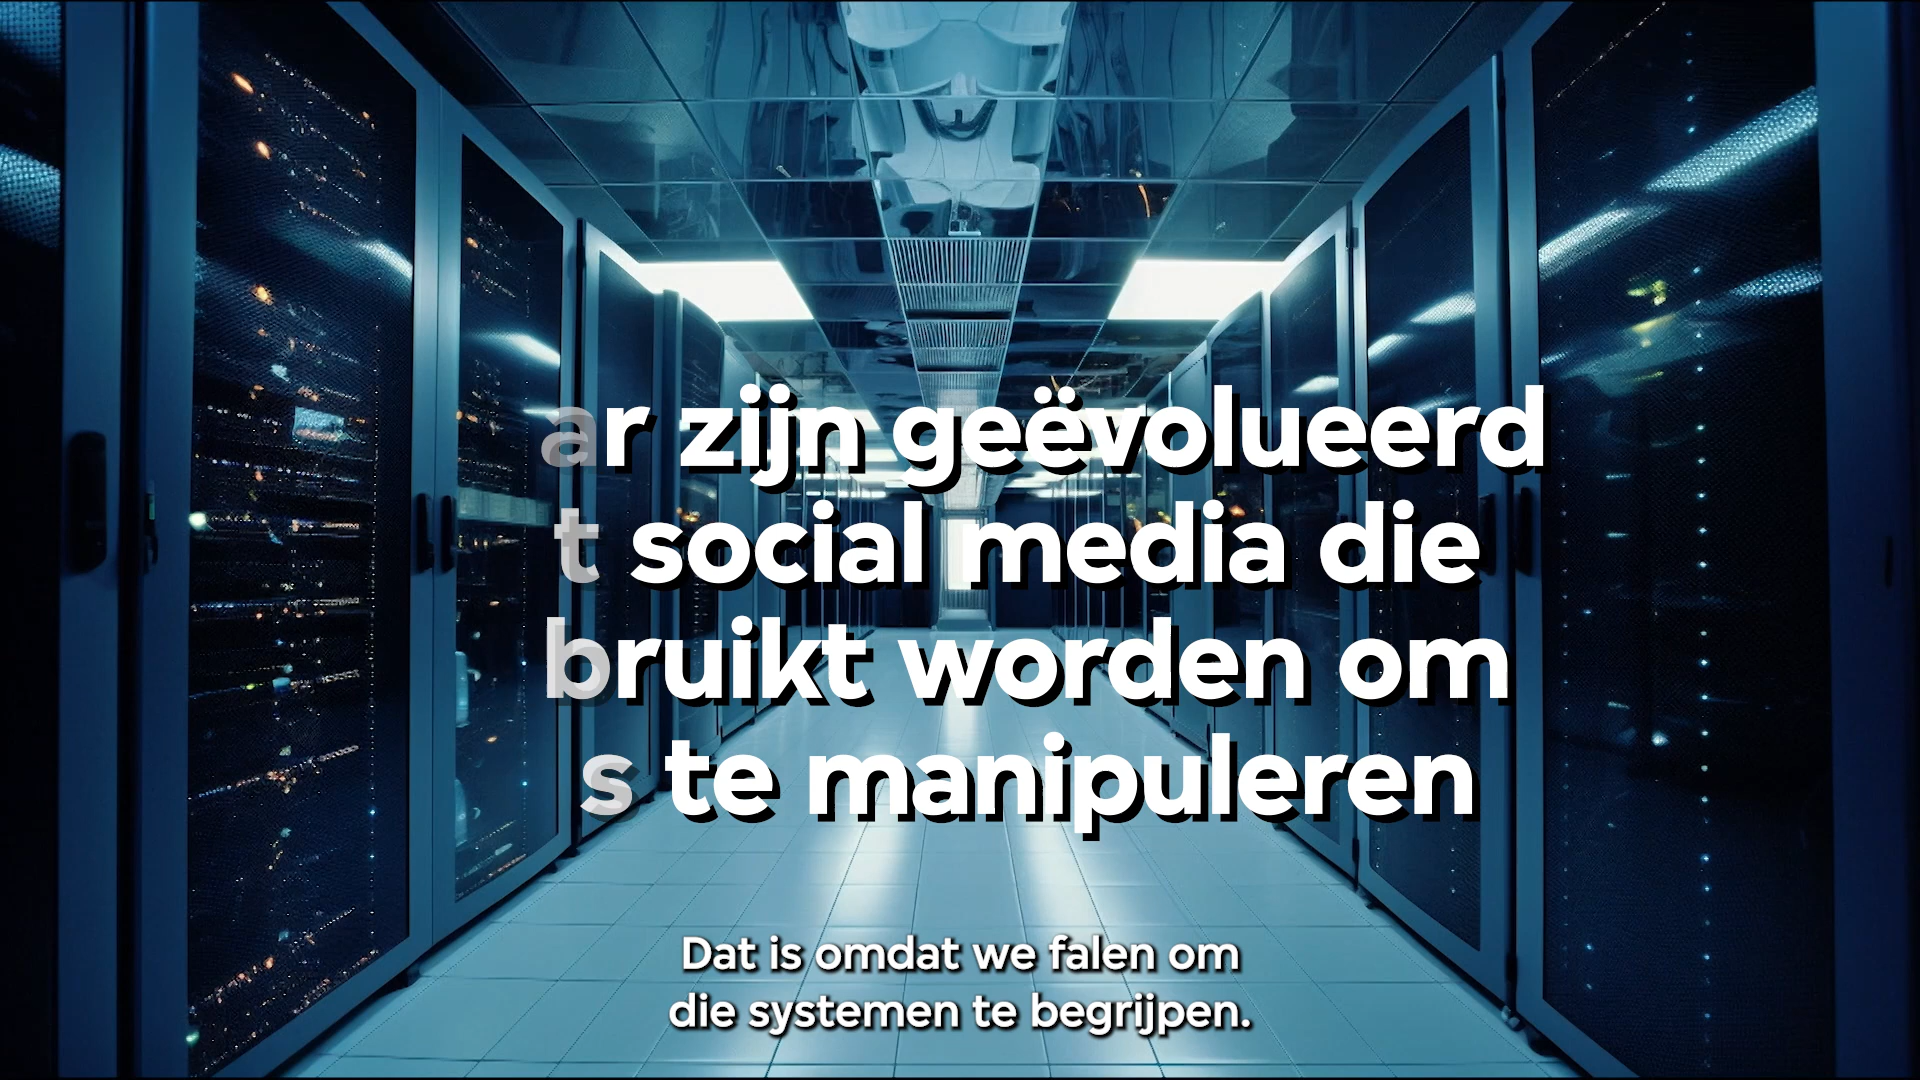 ar zijn geëvolueerd
t social media die
bruikt worden om
s te manipuleren
Dat is omdat we falen om
die systemen te begrijpen.